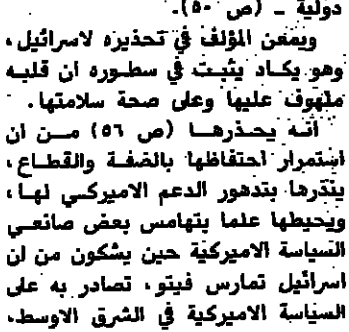 دولية ـ (ص ٥٠).
ويمعن المؤلف في تحذيره لاسرائيل،
وهو يكاد يثبت في سطوره ان قلبه
ملهوف عليها وعلى صحة سلامتها.
أنه يحذرها (ص ٥٦) من ان
استمرار احتفاظها بالضفة والقطاع،
ينذرها بتدهور الدعم الاميركي لها،
ويحيطها علما بتهامس بعض صانعي
السياسة الاميركية حين يشكون من ان
اسرائيل تمارس فيتو، تصادر به على
السياسة الاميركية في الشرق الاوسط،